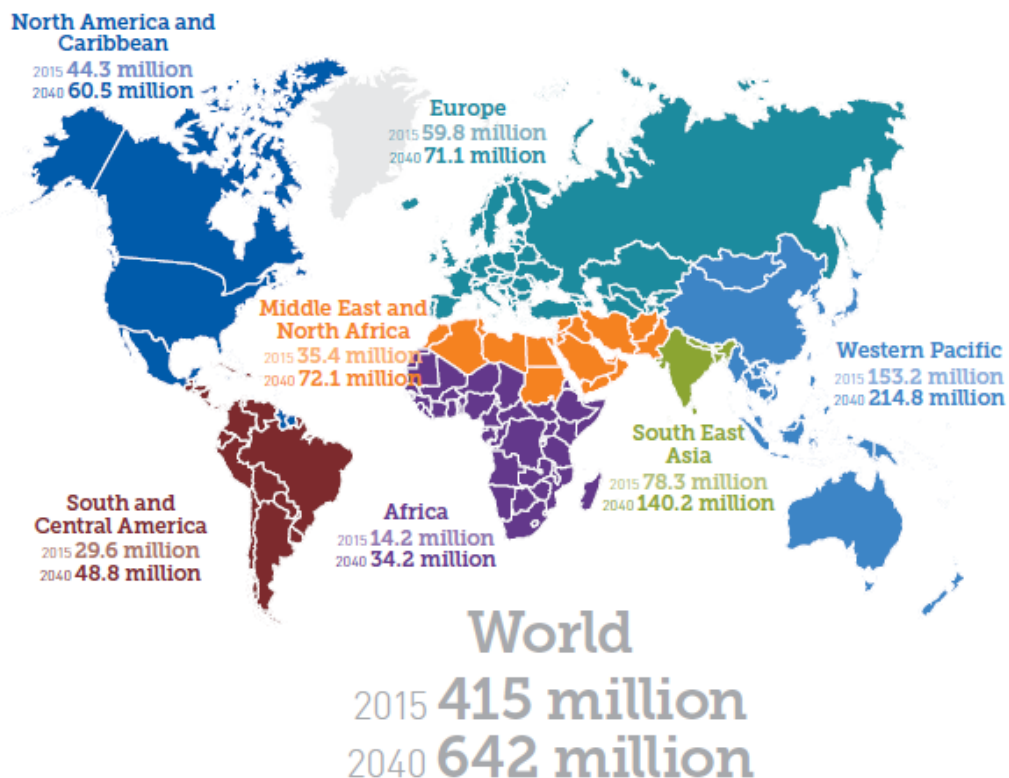 North America and
Caribbean
2015 44.3 million
2040 60.5 million
Europe
2015 59.8 million
2040 71.1 million
Middle East and
North Africa
2015 35.4 million
2040 72.1 million
Western Pacific
2015 153.2 million
2040 214.8 million
South East
Asia
2015 78.3 million
2040 140.2 million
South and
Central America
2015 29.6 million
2040 48.8 million
Africa
2015 14.2 million
2040 34.2 million
World
2015 415 million
2040 642 million